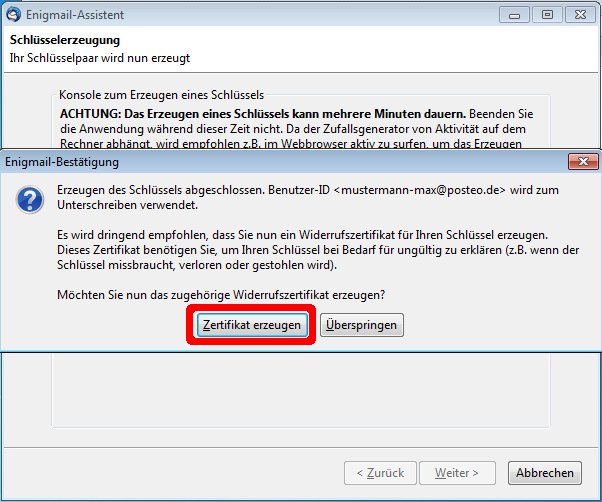 Enigmail-Assistent
Schlüsselerzeugung
Ihr Schlüsselpaar wird nun erzeugt
Konsole zum Erzeugen eines Schlüssels
ACHTUNG: Das Erzeugen eines Schlüssels kann mehrere Minuten dauern. Beenden Sie
die Anwendung während dieser Zeit nicht. Da der Zufallsgenerator von Aktivität auf dem
Rechner abhängt, wird empfohlen z.B. im Webbrowser aktiv zu surfen, um das Erzeugen
Enigmail-Bestätigung
Erzeugen des Schlüssels abgeschlossen. Benutzer-ID <mustermann-max@posteo.de> wird zum
Unterschreiben verwendet.
Es wird dringend empfohlen, dass Sie nun ein Widerrufszertifikat für Ihren Schlüssel erzeugen.
Dieses Zertifikat benötigen Sie, um Ihren Schlüssel bei Bedarf für ungültig zu erklären (z.B. wenn der
Schlüssel missbraucht, verloren oder gestohlen wird).
Möchten Sie nun das zugehörige Widerrufszertifikat erzeugen?
Zertifikat erzeugen Überspringen
< Zurück Weiter > Abbrechen